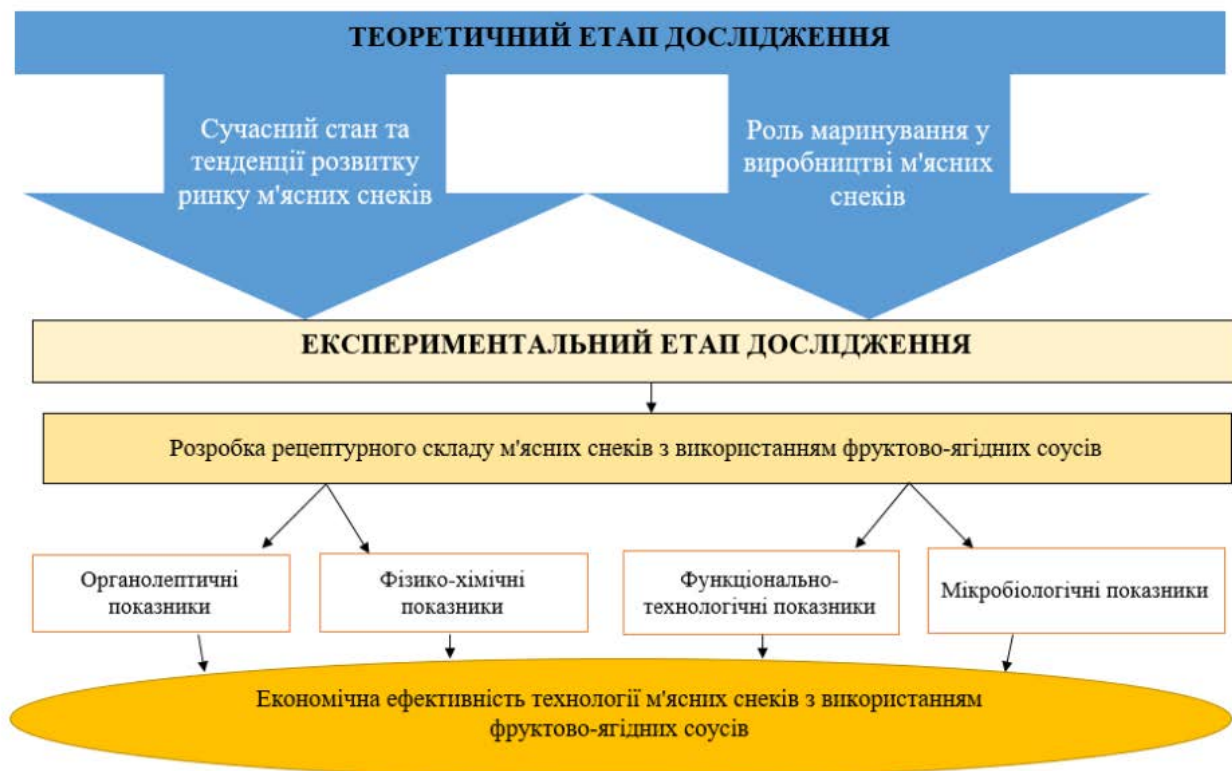 ТЕОРЕТИЧНИЙ ЕТАП ДОСЛІДЖЕННЯ
Сучасний стан та
тенденції розвитку
ринку м'ясних снеків
Роль маринування у
виробництві м'ясних
снеків
ЕКСПЕРИМЕНТАЛЬНИЙ ЕТАП ДОСЛІДЖЕННЯ
Розробка рецептурного складу м'ясних снеків з використанням фруктово-ягідних соусів
Органолептичні
показники
Фізико-хімічні
показники
Функціонально-
технологічні показники
Мікробіологічні показники
Економічна ефективність технології м'ясних снеків з використанням
фруктово-ягідних соусів